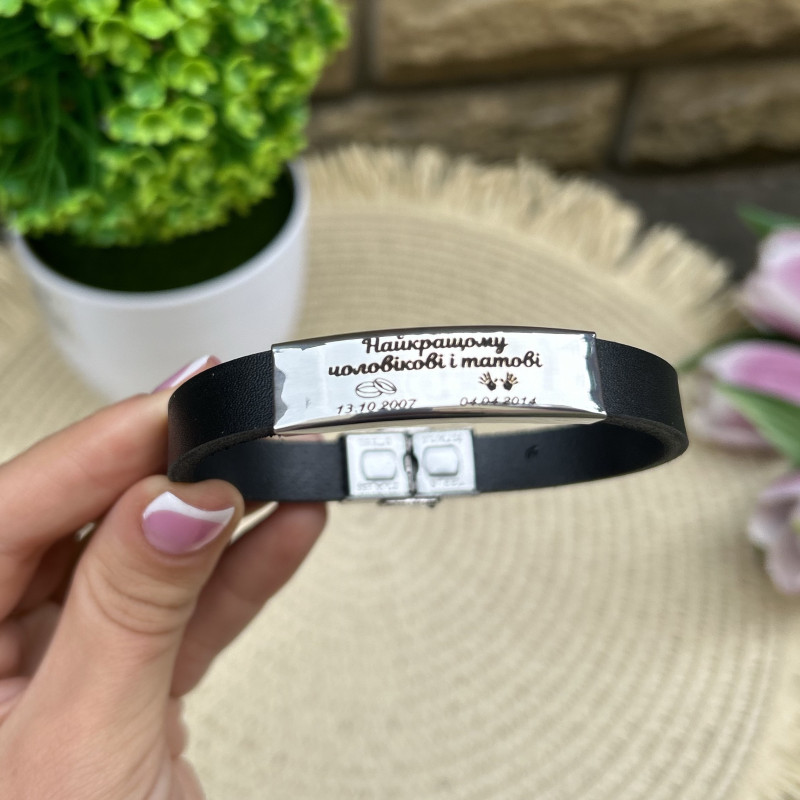 Найкращому
чоловікові і татові
13.10.2007 04.04.2014